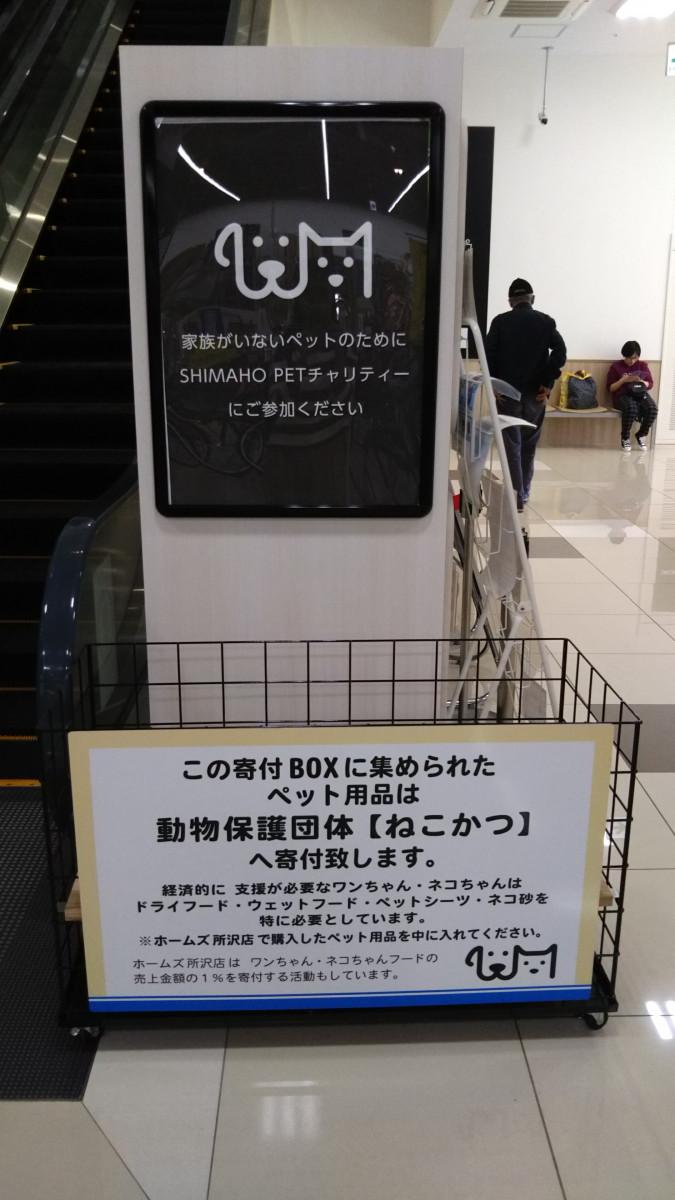 家族がいないペットのために
SHIMAHO PETチャリティー
にご参加ください
この寄付BOXに集められた
ペット用品は
動物保護団体【ねこかつ】
へ寄付致します。
経済的に 支援が必要なワンちゃん・ネコちゃんは
ドライフード・ウェットフード・ペットシーツ・ネコ砂を
特に必要としています。
※ホームズ所沢店で購入したペット用品を中に入れてください。
ホームズ所沢店は ワンちゃん・ネコちゃんフードの
売上金額の1%を寄付する活動もしています。